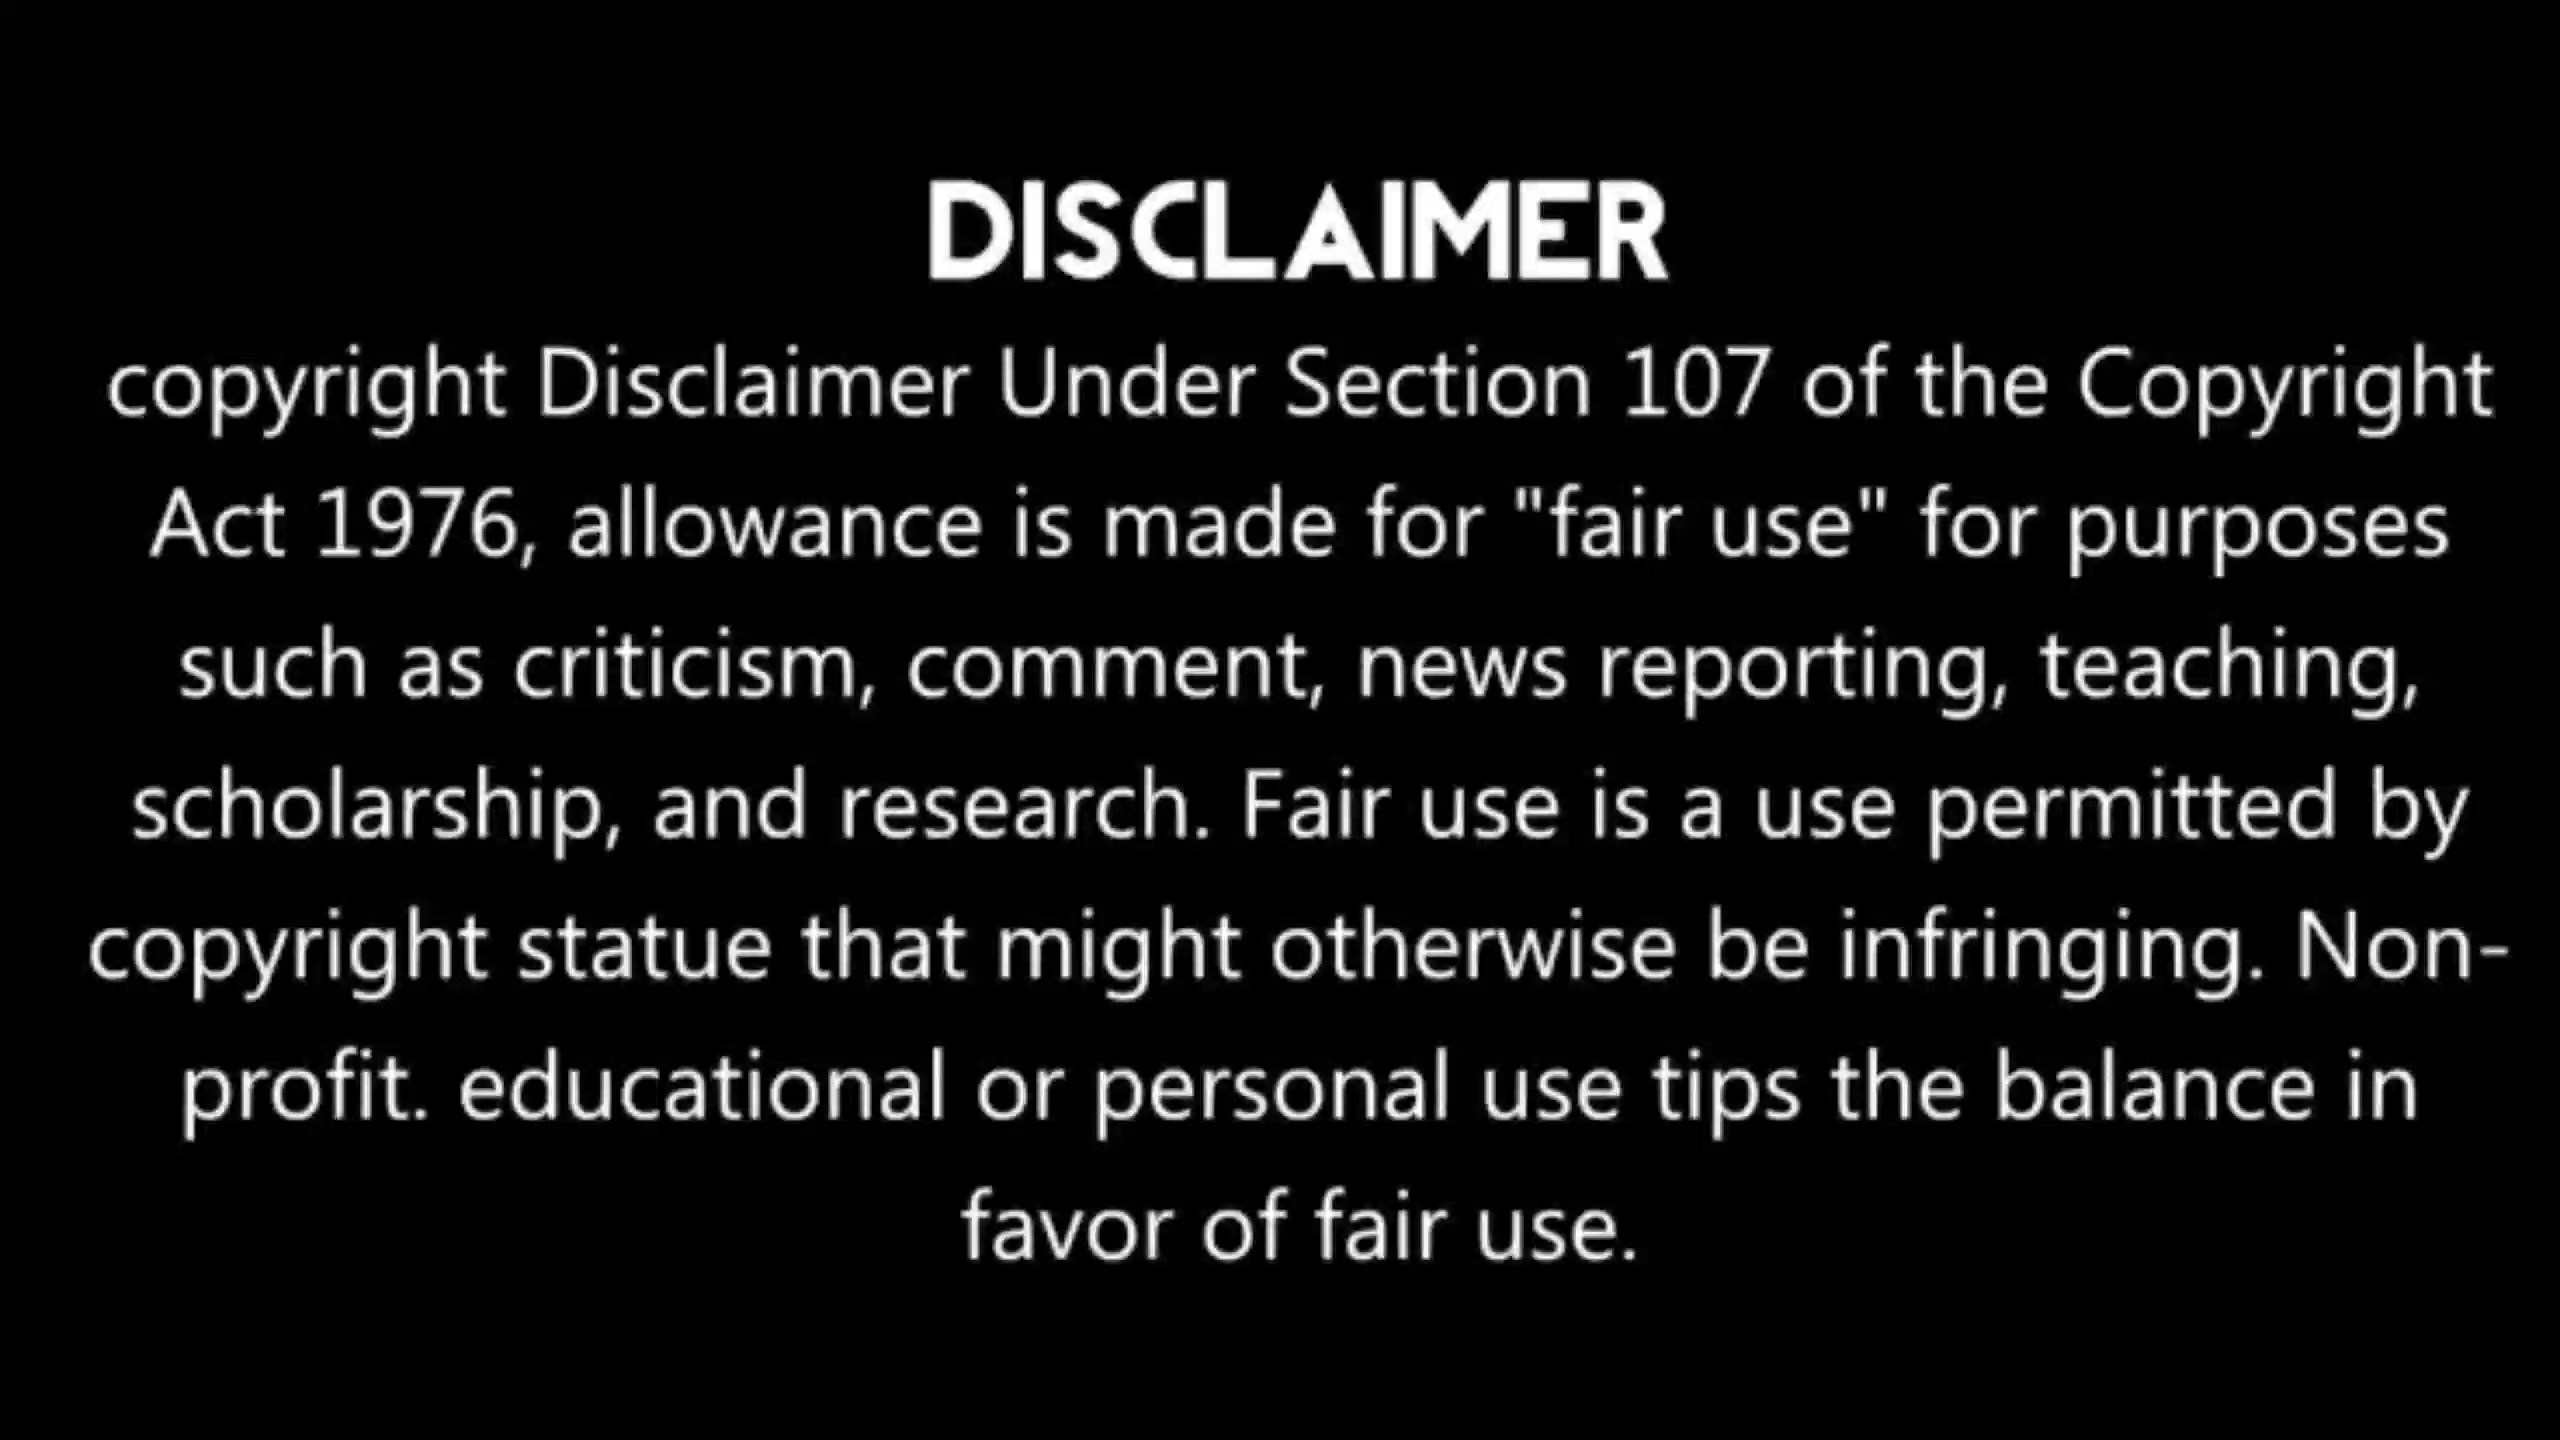 DISCLAIMER
copyright Disclaimer Under Section 107 of the Copyright
Act 1976, allowance is made for "fair use" for purposes
such as criticism, comment, news reporting, teaching,
scholarship, and research. Fair use is a use permitted by
copyright statue that might otherwise be infringing. Non-
profit. educational or personal use tips the balance in
favor of fair use.